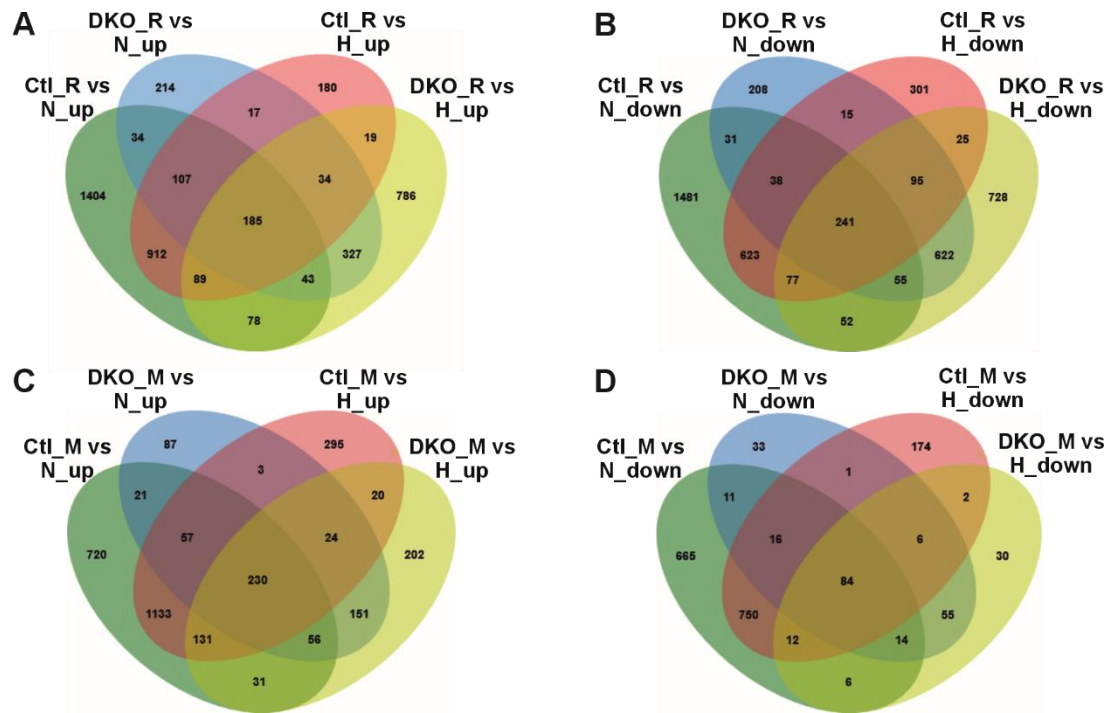 A
DKO_R vs
N_up
Ctl_R vs
H_up
Ctl_R vs
N_up
DKO_R vs
H_up
214
180
34
17
19
1404
107
34
786
185
912
89
43
327
78
B
DKO_R vs
N_down
Ctl_R vs
H_down
Ctl_R vs
N_down
DKO_R vs
H_down
208
301
31
15
25
1481
38
95
728
241
623
77
55
622
52
C
DKO_M vs
N_up
Ctl_M vs
H_up
Ctl_M vs
N_up
DKO_M vs
H_up
87
295
21
3
20
720
57
24
202
230
1133
131
56
151
31
D
DKO_M vs
N_down
Ctl_M vs
H_down
Ctl_M vs
N_down
DKO_M vs
H_down
33
174
11
1
2
665
16
6
30
84
750
12
14
55
6